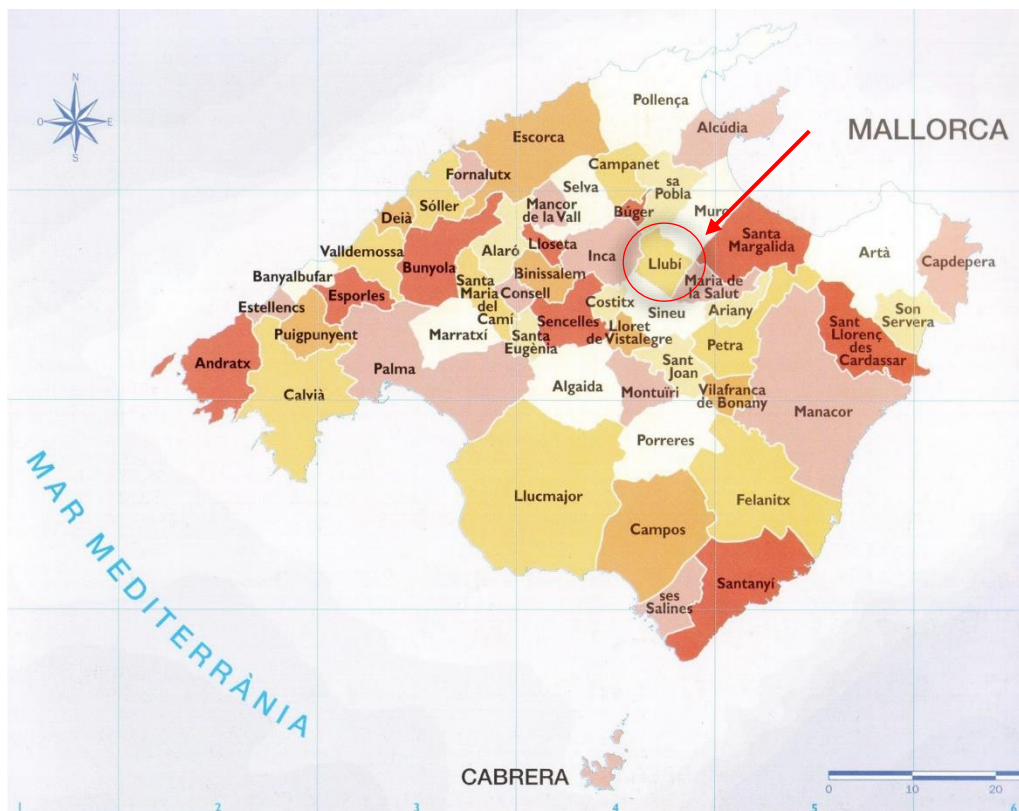 N
O
E
S
MALLORCA
Pollença
Alcúdia
Escorca
Campanet
sa
Pobla
Fornalutx
Selva
Mancor
de la Vall
Búger
Muro
Sóller
Deià
Santa
Margalida
Artà
Capdepera
Valldemossa
Bunyola
Alaró
Lloseta
Inca
Llubí
Binissalem
Maria de
la Salut
Banyalbufar
Esporles
Santa
Maria
del
Camí
Consell
Costitx
Sineu
Ariany
Son
Servera
Estellencs
Puigpunyent
Marratxí
Santa
Eugènia
Sencelles
Lloret
de Vistalegre
Petra
Sant
Llorenç
des
Cardassar
Andratx
Palma
Sant
Joan
Calvià
Algaida
Montuïri
Vilafranca
de Bonany
Manacor
Porreres
Llucmajor
Campos
Felanitx
Santanyí
ses
Salines
MAR MEDITERRÀNIA
CABRERA
0 10 20
1 2 3 4 5 6